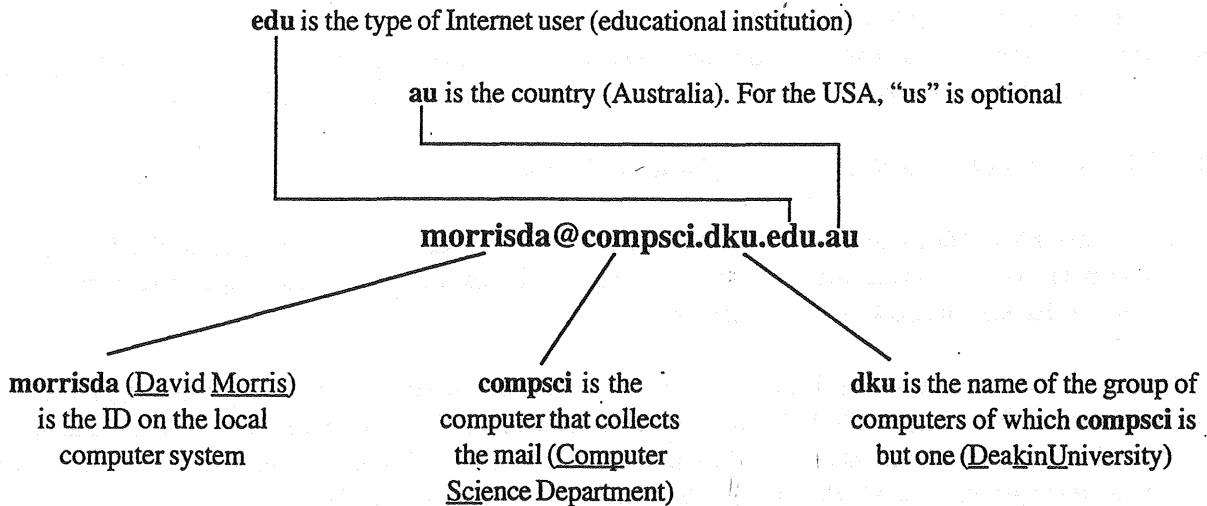 edu is the type of Internet user (educational institution)
au is the country (Australia). For the USA, “us” is optional
morrisda@compsci.dku.edu.au
morrisda (David Morris)
is the ID on the local
computer system
compsci is the
computer that collects
the mail (Computer
Science Department)
dku is the name of the group of
computers of which compsci is
but one (DeakinUniversity)